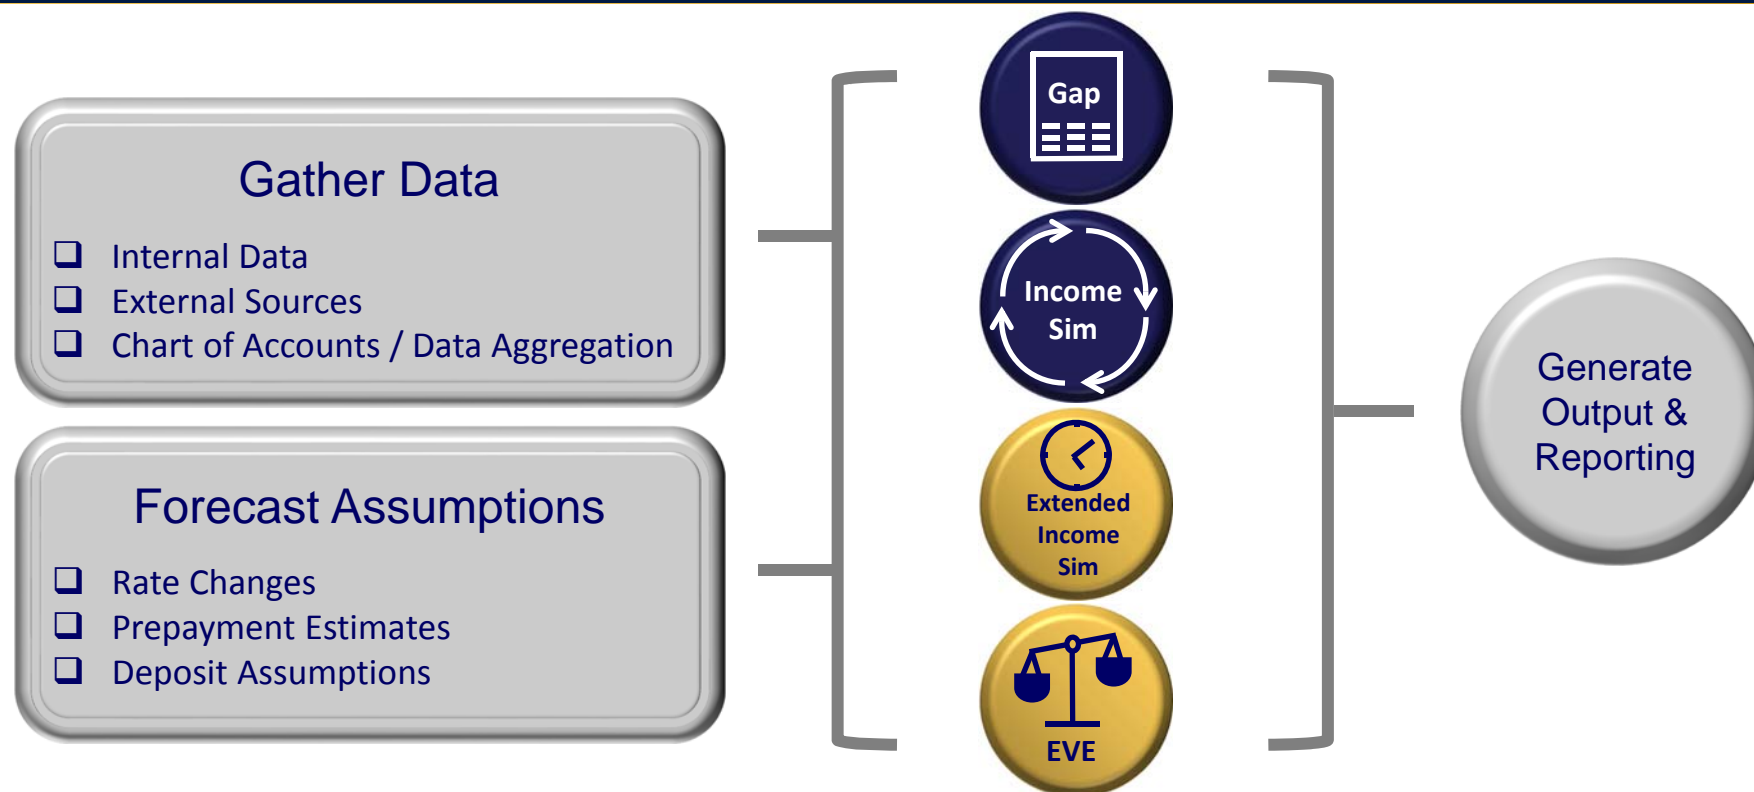 Gather Data
Internal Data
External Sources
Chart of Accounts / Data Aggregation
Forecast Assumptions
Rate Changes
Prepayment Estimates
Deposit Assumptions
Gap
Income
Sim
Extended
Income
Sim
EVE
Generate
Output &
Reporting